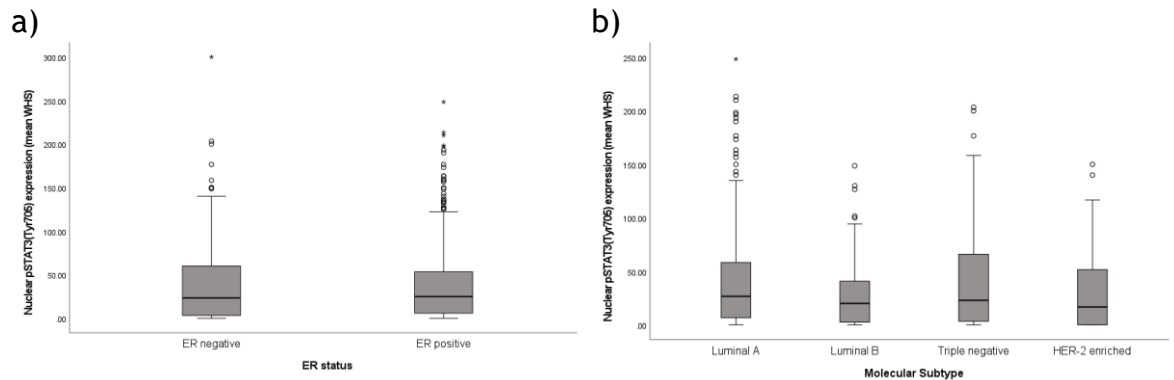 a)
Nuclear pSTAT3(Tyr705) expression (mean WHS)
300.00
250.00
200.00
150.00
100.00
50.00
.00
ER negative
ER positive
ER status
b)
Nuclear pSTAT3(Tyr705) expression (mean WHS)
250.00
200.00
150.00
100.00
50.00
.00
Luminal A
Luminal B
Triple negative
HER-2 enriched
Molecular Subtype